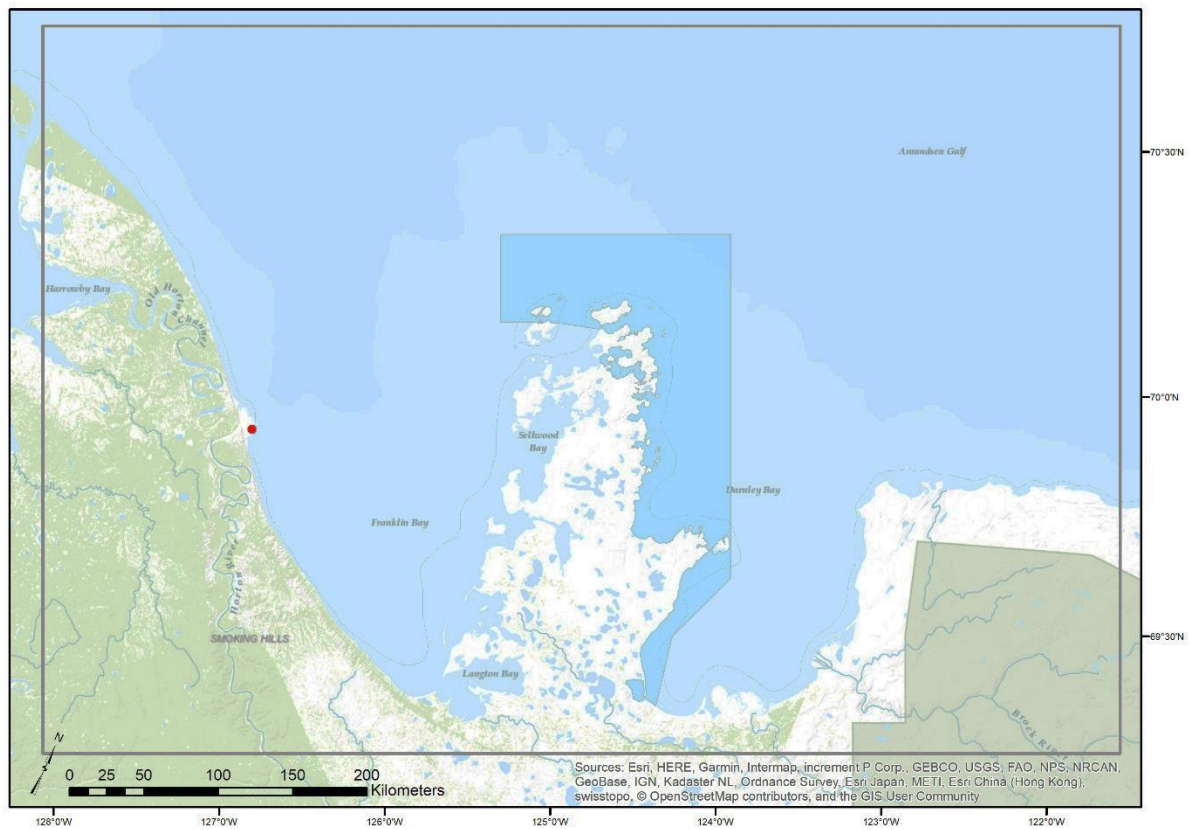 Amundsen Gulf
70°30'N
Harrowby Bay
Old Horton Channel
70°0'N
Sellwood
Bay
Darnley Bay
Franklin Bay
Horton River
SMOKING HILLS
69°30'N
Langton Bay
Brock River
N
0 25 50 100 150 200
Kilometers
Sources: Esri, HERE, Garmin, Intermap, increment P Corp., GEBCO, USGS, FAO, NPS, NRCAN,
GeoBase, IGN, Kadaster NL, Ordnance Survey, Esri Japan, METI, Esri China (Hong Kong),
swisstopo, © OpenStreetMap contributors, and the GIS User Community
128°0'W 127°0'W 126°0'W 125°0'W 124°0'W 123°0'W 122°0'W